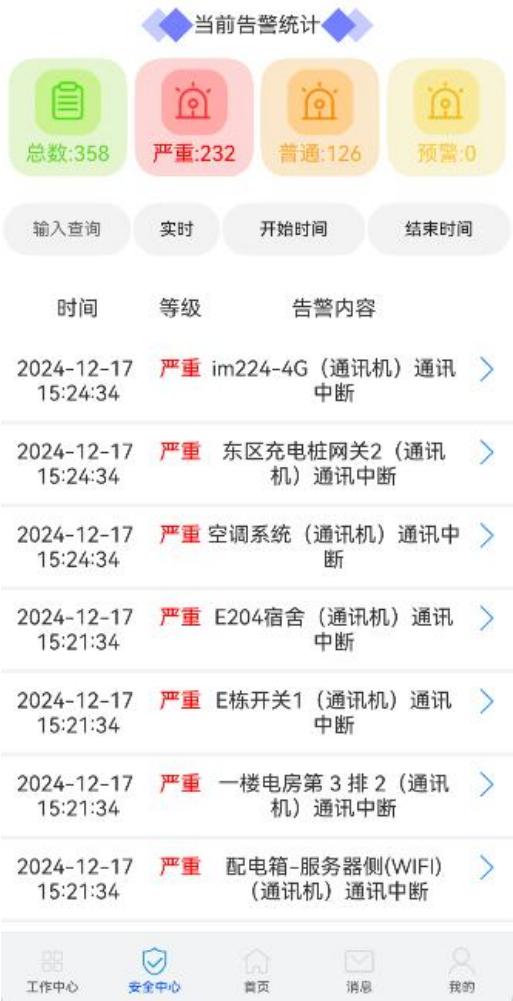 当前告警统计
总数:358 严重:232 普通:126 预警:0
输入查询 实时 开始时间 结束时间
时间 等级 告警内容
2024-12-17 严重 im224-4G（通讯机）通讯
15:24:34 中断
2024-12-17 严重 东区充电桩网关2（通讯
15:24:34 机）通讯中断
2024-12-17 严重 空调系统（通讯机）通讯中
15:24:34 断
2024-12-17 严重 E204宿舍（通讯机）通讯
15:21:34 中断
2024-12-17 严重 E栋开关1（通讯机）通讯
15:21:34 中断
2024-12-17 严重 一楼电房第 3 排 2（通讯
15:21:34 机）通讯中断
2024-12-17 严重 配电箱-服务器侧(WIFI)
15:21:34 （通讯机）通讯中断
工作中心 安全中心 首页 消息 我的